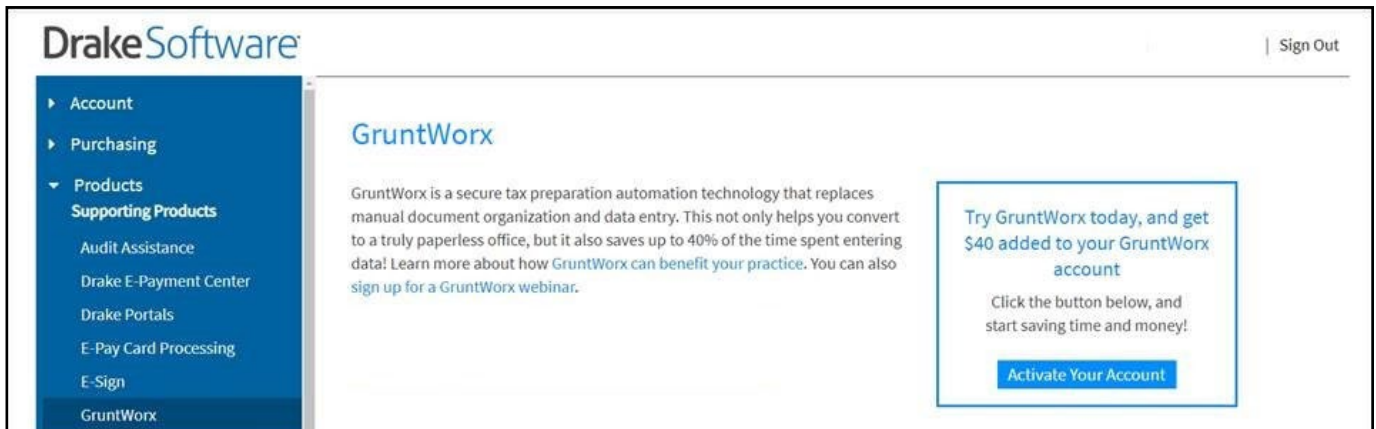 DrakeSoftware
| Sign Out
Account
Purchasing
Products
Supporting Products
Audit Assistance
Drake E-Payment Center
Drake Portals
E-Pay Card Processing
E-Sign
GruntWorx
GruntWorx
GruntWorx is a secure tax preparation automation technology that replaces
manual document organization and data entry. This not only helps you convert
to a truly paperless office, but it also saves up to 40% of the time spent entering
data! Learn more about how GruntWorx can benefit your practice. You can also
sign up for a GruntWorx webinar.
Try GruntWorx today, and get
$40 added to your GruntWorx
account
Click the button below, and
start saving time and money!
Activate Your Account